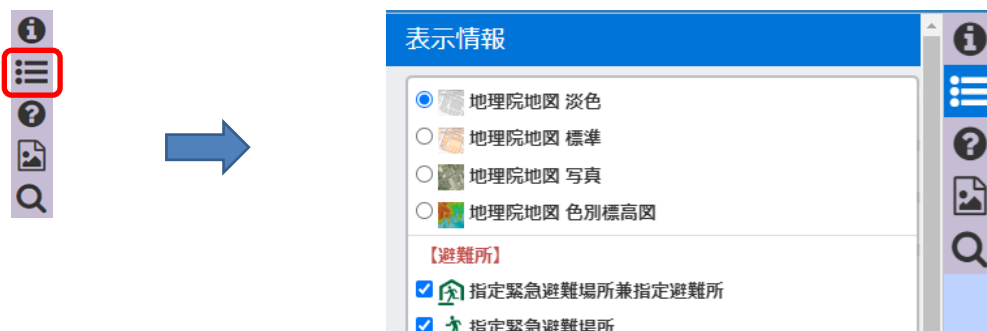 表示情報
地理院地図 淡色
地理院地図 標準
地理院地図 写真
地理院地図 色別標高図
【避難所】
指定緊急避難場所兼指定避難所
指定緊急避難場所